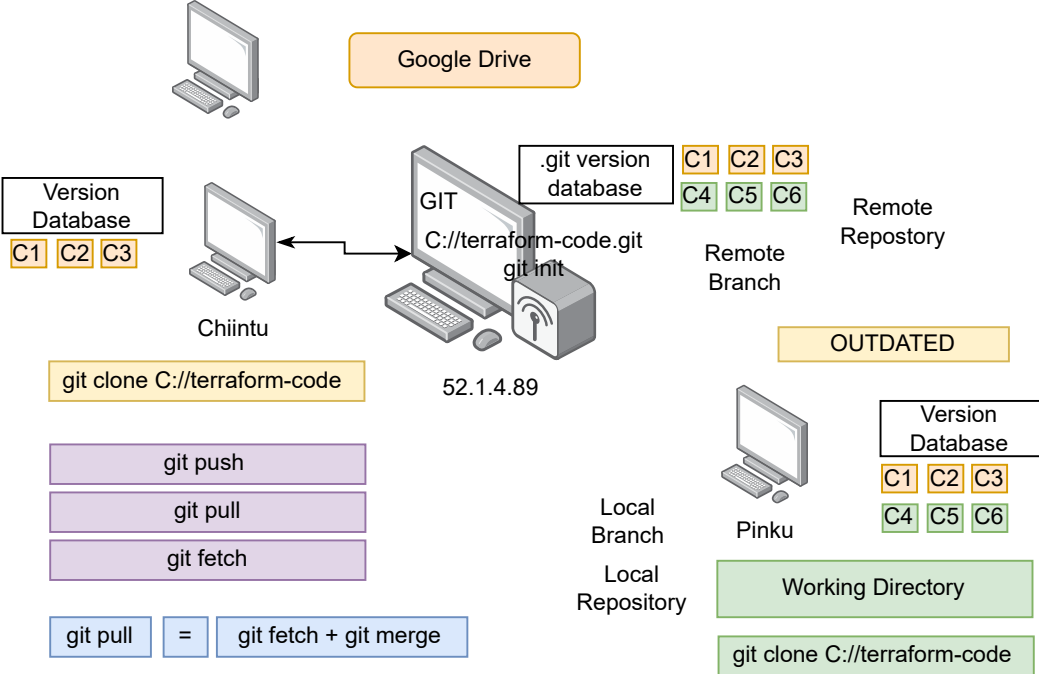 Google Drive
.git version
database
C1 C2 C3
C4 C5 C6
Remote
Repostory
Remote
Branch
Version
Database
C1 C2 C3
GIT
C://terraform-code.git
git init
Chiintu
52.1.4.89
OUTDATED
git clone C://terraform-code
Version
Database
C1 C2 C3
C4 C5 C6
Pinku
git push
git pull
git fetch
Local
Branch
Local
Repository
Working Directory
git pull = git fetch + git merge
git clone C://terraform-code